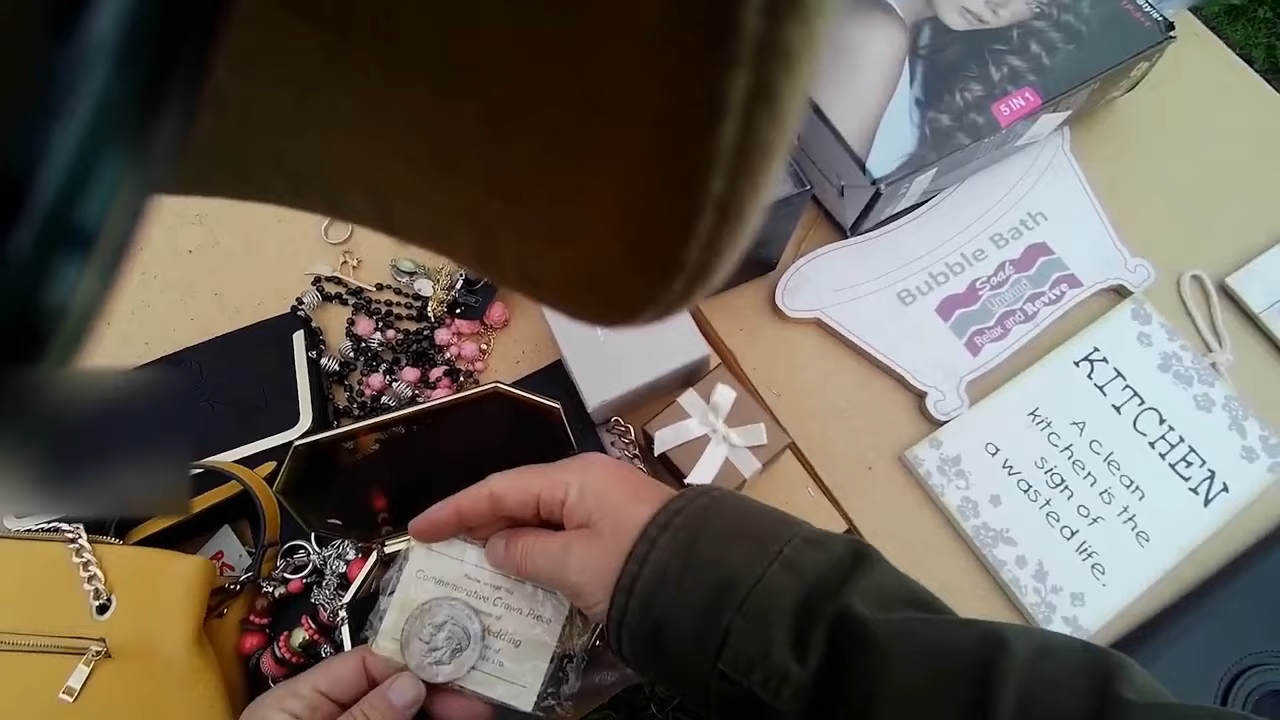 5 IN 1
Bubble Bath
Soak
Unwind
Relax and Revive
KITCHEN
A clean
kitchen is the
sign of
a wasted life.
Commemorative Crown Piece
Wedding
LTD.